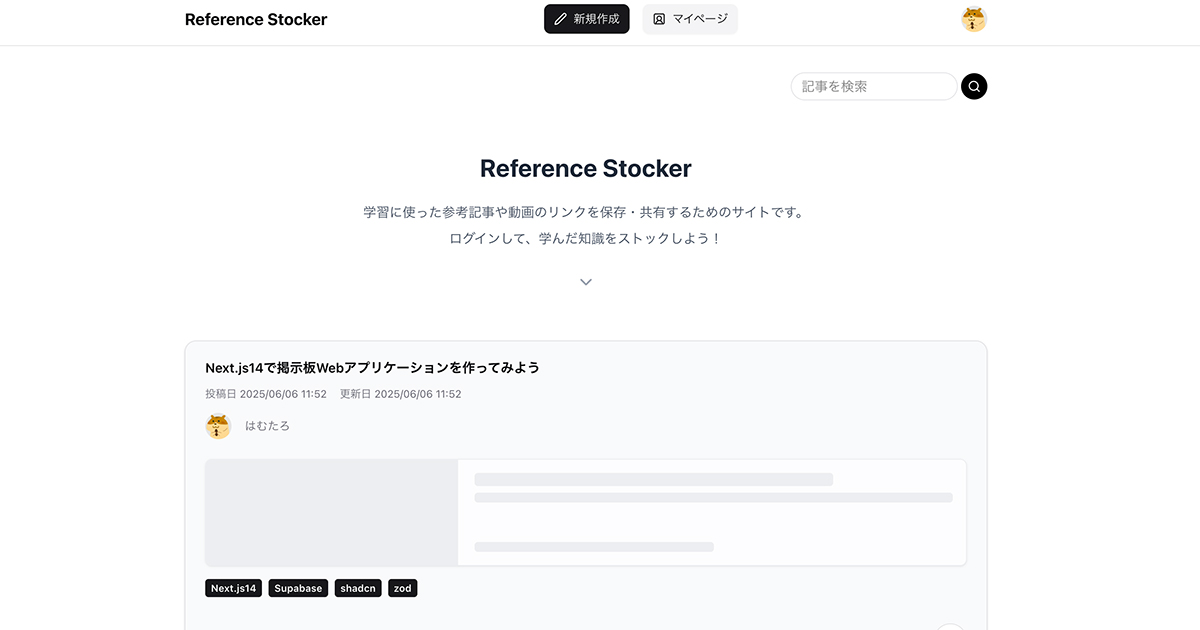 Reference Stocker
新規作成
マイページ
記事を検索
Reference Stocker
学習に使った参考記事や動画のリンクを保存・共有するためのサイトです。
ログインして、学んだ知識をストックしよう！
Next.js14で掲示板Webアプリケーションを作ってみよう
投稿日 2025/06/06 11:52 更新日 2025/06/06 11:52
はむたろ
Next.js14 Supabase shadcn zod